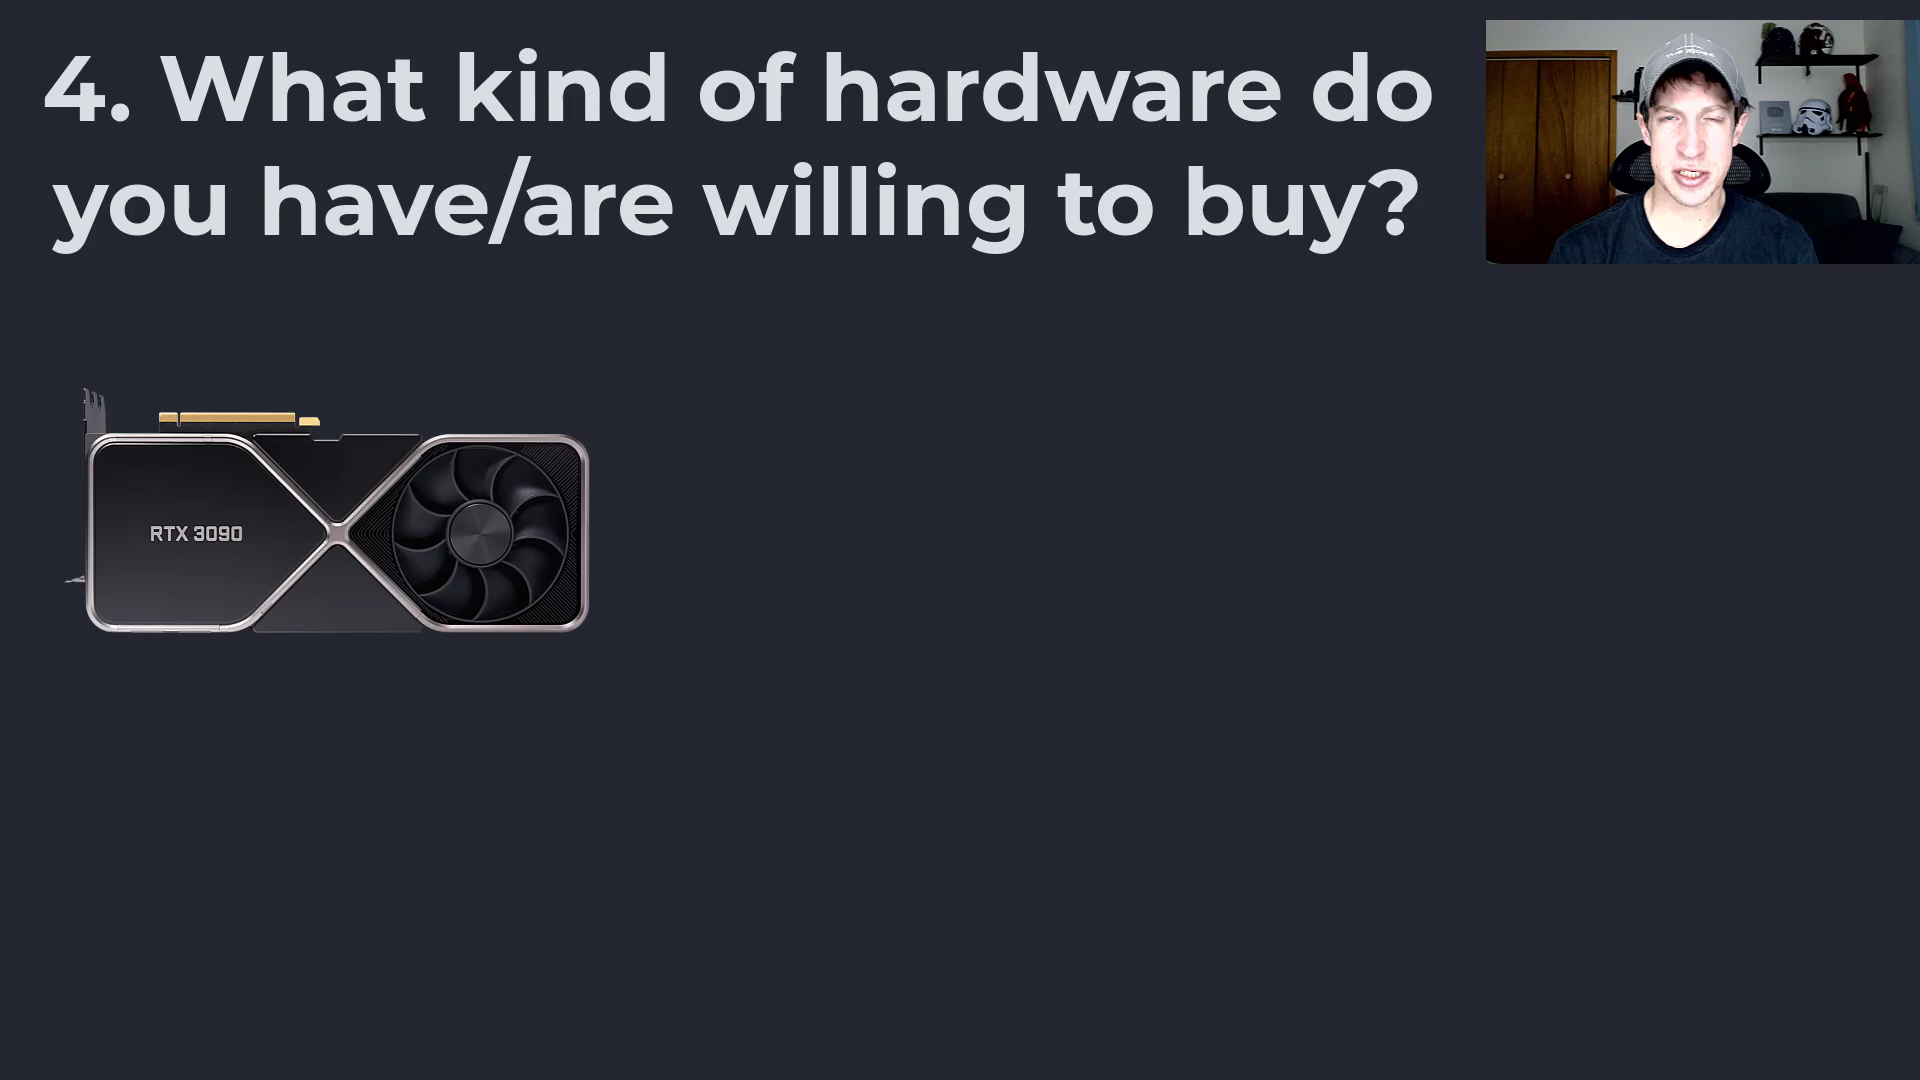 4. What kind of hardware do
you have/are willing to buy?
RTX 3090